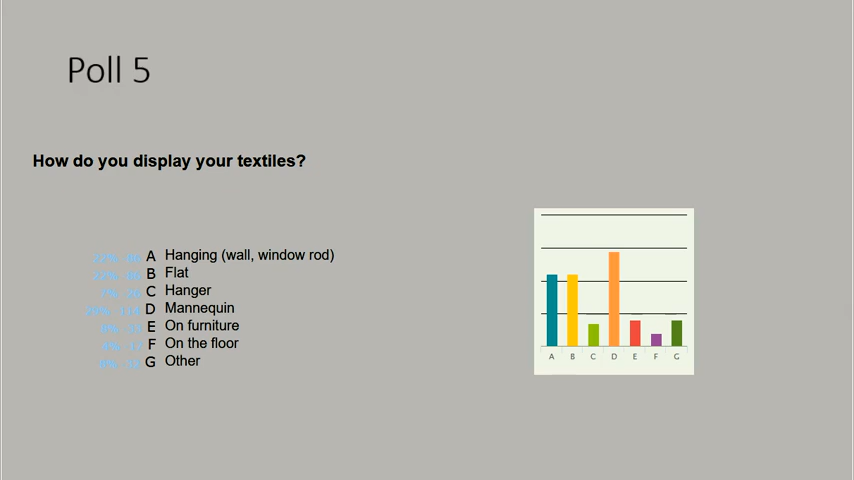 Poll 5
How do you display your textiles?
A Hanging (wall, window rod)
B Flat
C Hanger
D Mannequin
E On furniture
F On the floor
G Other
A B C D E F G